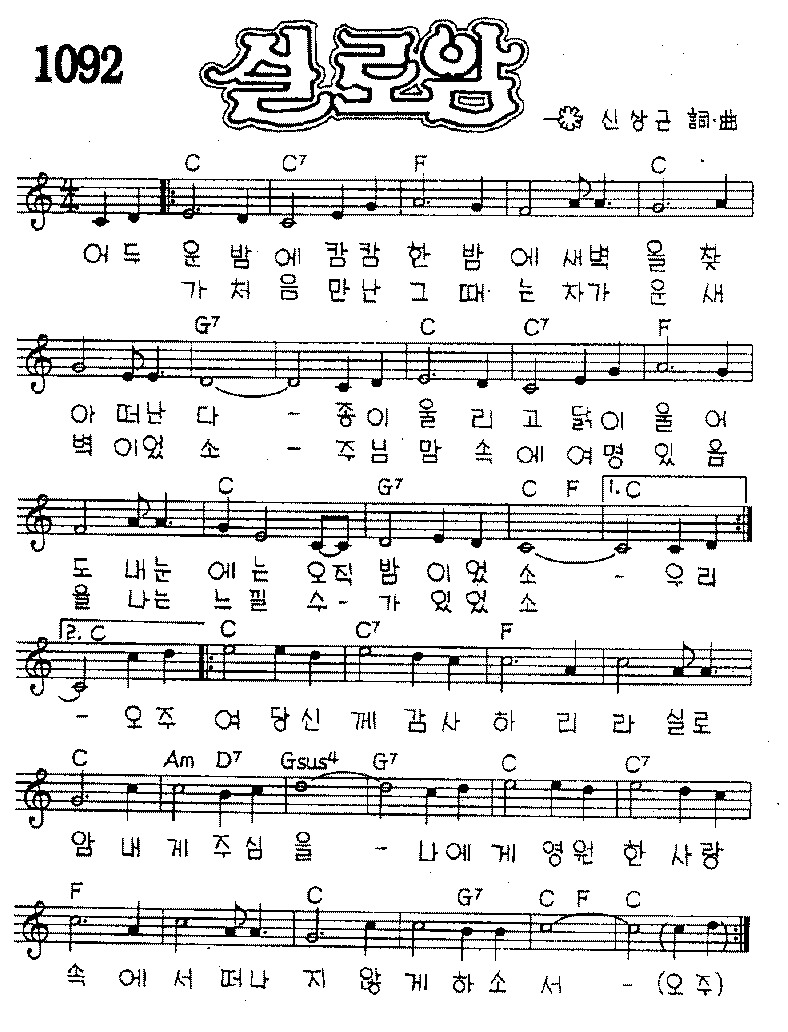 1092
실로암
신상근 詞·曲
C C7 F C
어두 운 밤 에 캄캄 한 밤 에 새벽 을 찾
가 처 음 만 난 그 때 는 차가 운 새
G7 C C7 F
아 떠난 다 - 종이 울 리 고 닭이 울 어
벽 이었 소 - 주님 맘 속 에 여명 있 음
C G7 C F 1. C
도 내눈 에는 오직 밤 이었 소 - 우리
을 나는 느낄 수- 가 있었 소
2. C C C7 F
- 오주 여 당신 께 감사 하 리 라 실로
C Am D7 Gsus4 G7 C C7
암 내 게 주심 을 - 나에 게 영원 한 사랑
F C G7 C F C
속 에서 떠나 지 않 게 하소 서 - (오주)